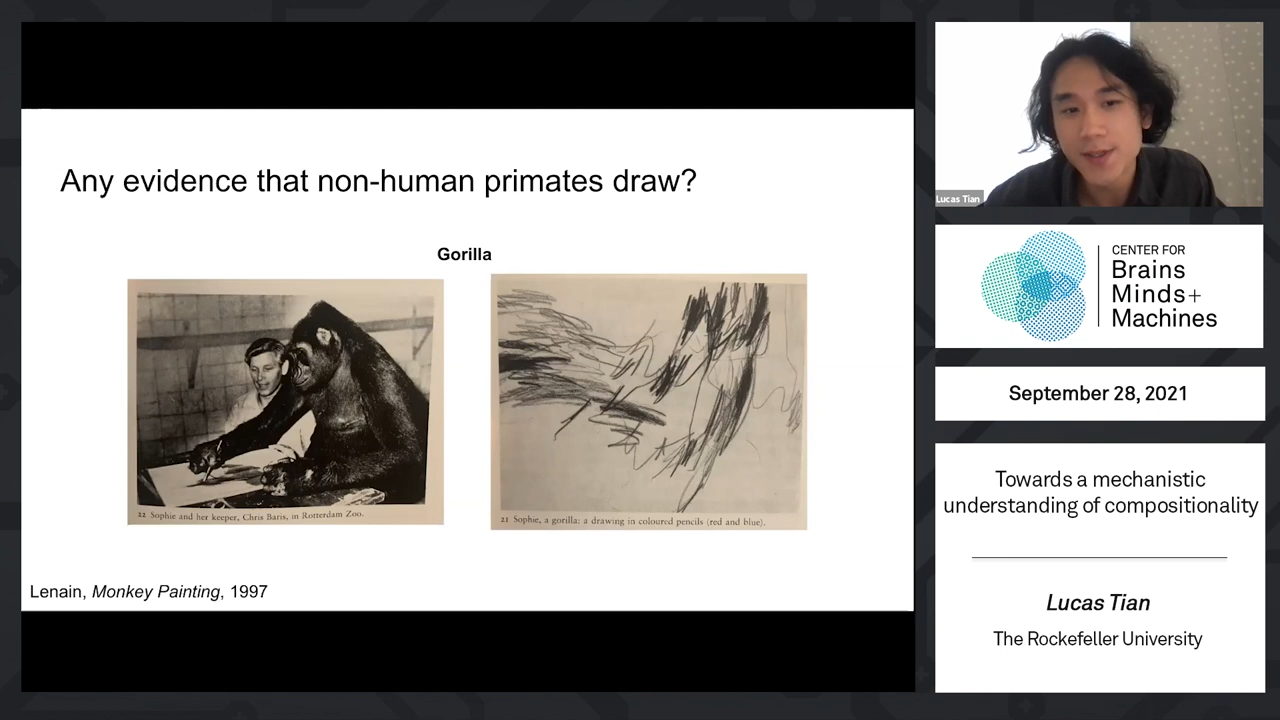 Any evidence that non-human primates draw?
Gorilla
22 Sophie and her keeper, Chris Baris, in Rotterdam Zoo.
21 Sophie, a gorilla: a drawing in coloured pencils (red and blue).
Lenain, Monkey Painting, 1997
Lucas Tian
CENTER FOR
Brains
Minds+
Machines
September 28, 2021
Towards a mechanistic
understanding of compositionality
Lucas Tian
The Rockefeller University